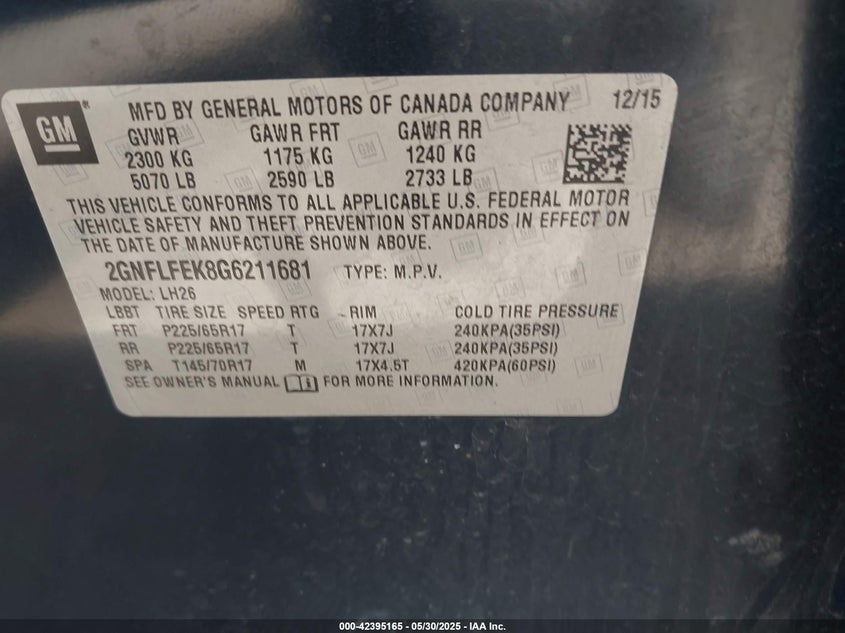 GM ® MFD BY GENERAL MOTORS OF CANADA COMPANY 12/15
GVWR GAWR FRT GAWR RR
2300 KG 1175 KG 1240 KG
5070 LB 2590 LB 2733 LB
THIS VEHICLE CONFORMS TO ALL APPLICABLE U.S. FEDERAL MOTOR
VEHICLE SAFETY AND THEFT PREVENTION STANDARDS IN EFFECT ON
THE DATE OF MANUFACTURE SHOWN ABOVE.
2GNFLFEK8G6211681 TYPE: M.P.V.
MODEL: LH26
LBBT TIRE SIZE SPEED RTG RIM COLD TIRE PRESSURE
FRT P225/65R17 T 17X7J 240KPA(35PSI)
RR P225/65R17 T 17X7J 240KPA(35PSI)
SPA T145/70R17 M 17X4.5T 420KPA(60PSI)
SEE OWNER'S MANUAL FOR MORE INFORMATION.
000-42395165 - 05/30/2025 - IAA Inc.